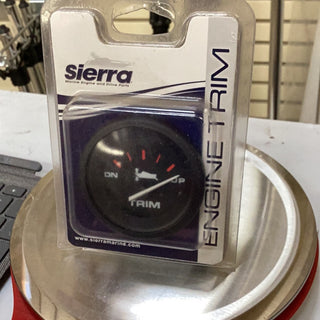 sierra
Marine Engine and Drive Parts
ENGINE TRIM
DN
UP
TRIM
www.sierramarine.com